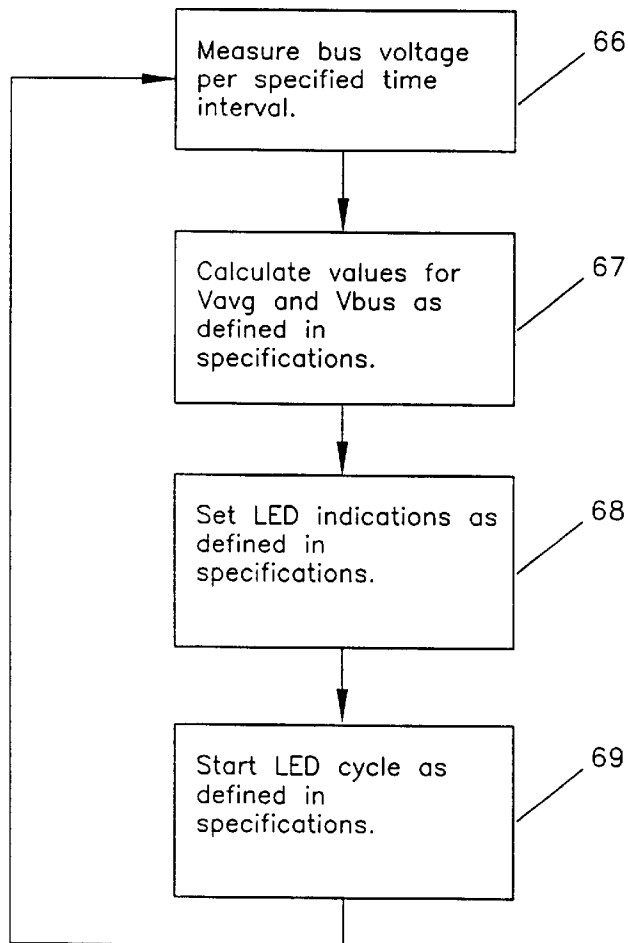 Measure bus voltage
per specified time
interval.
66
Calculate values for
Vavg and Vbus as
defined in
specifications.
67
Set LED indications as
defined in
specifications.
68
Start LED cycle as
defined in
specifications.
69